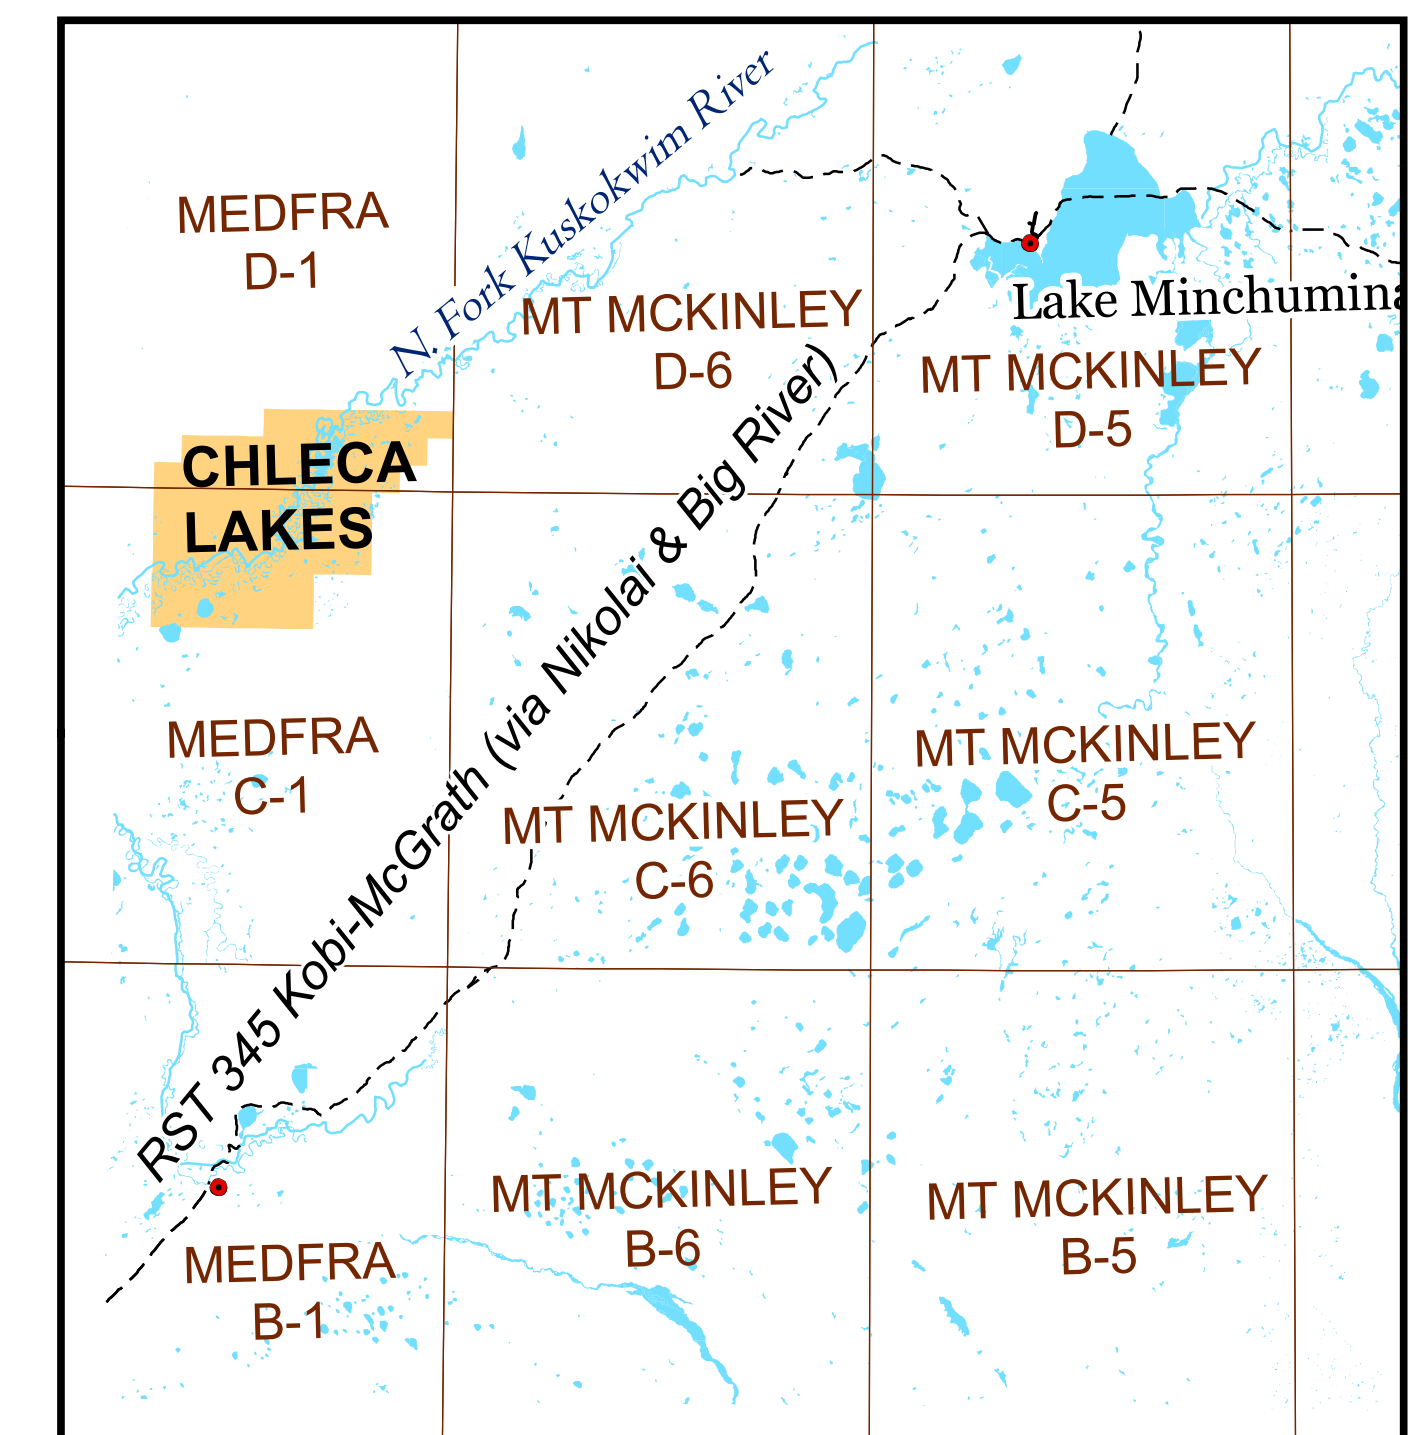 N. Fork Kuskokwim River
MEDFRA
D-1
MT MCKINLEY
D-6
Lake Minchumina
MT MCKINLEY
D-5
CHLECA
LAKES
RST 345 Kobi-McGrath (via Nikolai & Big River)
MEDFRA
C-1
MT MCKINLEY
C-6
MT MCKINLEY
C-5
MEDFRA
B-1
MT MCKINLEY
B-6
MT MCKINLEY
B-5